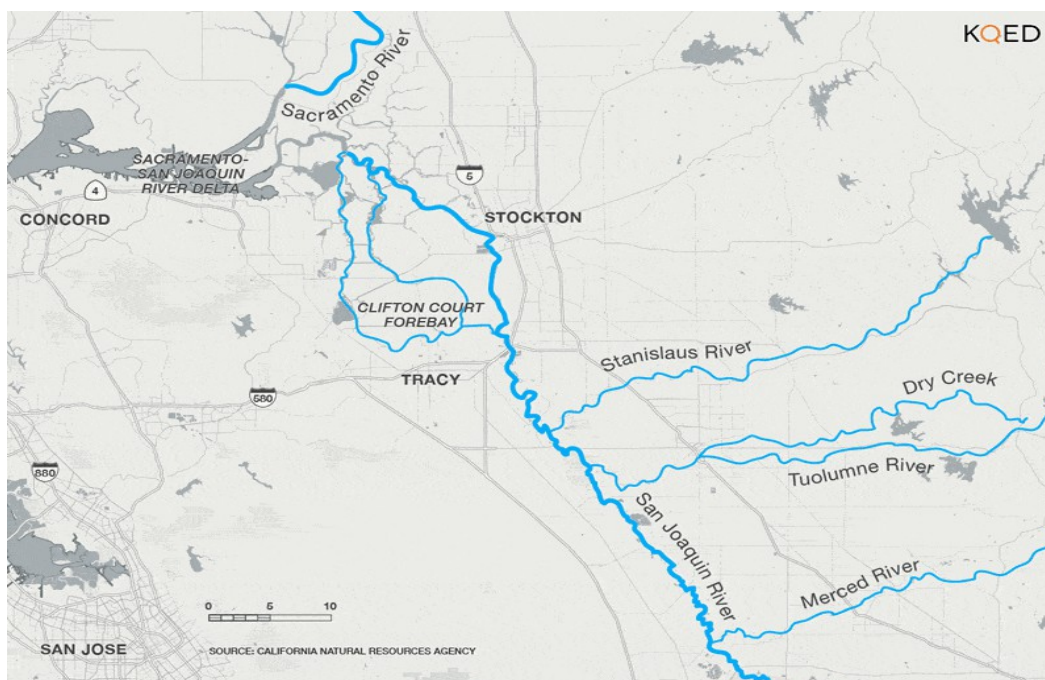 KQED
Sacramento River
SACRAMENTO-
SAN JOAQUIN
RIVER DELTA
4
5
CONCORD
STOCKTON
CLIFTON COURT
FOREBAY
Stanislaus River
TRACY
Dry Creek
580
880
Tuolumne River
San Joaquin River
Merced River
0 5 10
SAN JOSE
SOURCE: CALIFORNIA NATURAL RESOURCES AGENCY